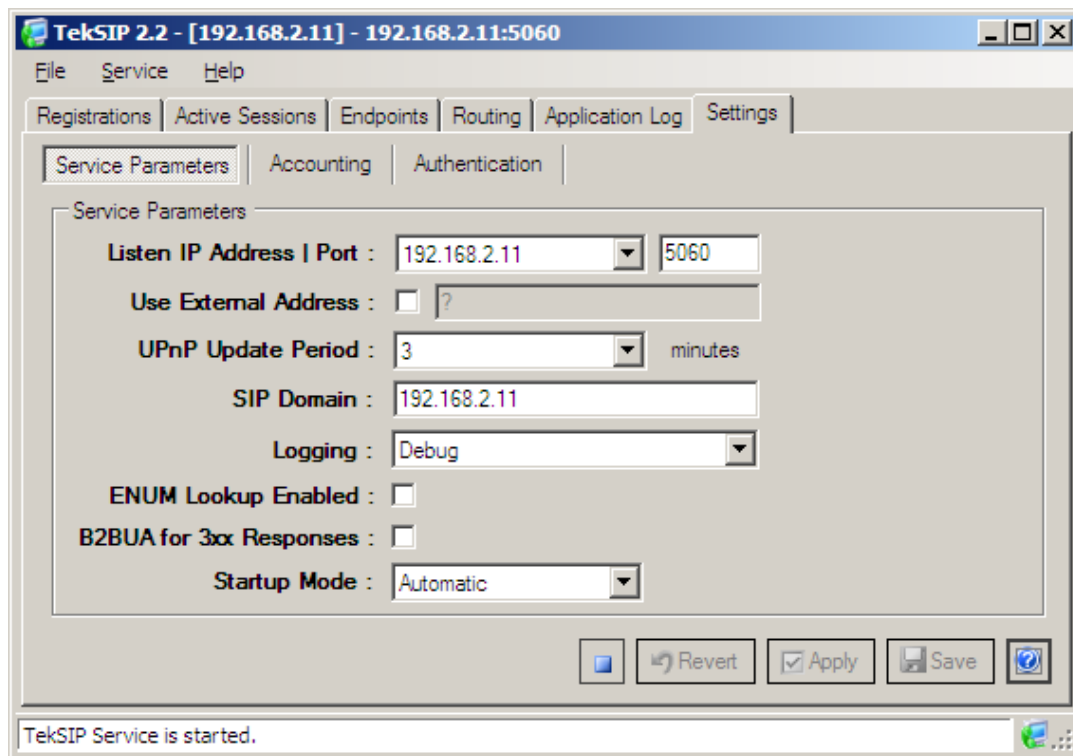 TekSIP 2.2 - [192.168.2.11] - 192.168.2.11:5060
File Service Help
Registrations Active Sessions Endpoints Routing Application Log Settings
Service Parameters Accounting Authentication
Service Parameters
Listen IP Address | Port : 192.168.2.11 5060
Use External Address : ?
UPnP Update Period : 3 minutes
SIP Domain : 192.168.2.11
Logging : Debug
ENUM Lookup Enabled :
B2BUA for 3xx Responses :
Startup Mode : Automatic
Revert Apply Save
TekSIP Service is started.